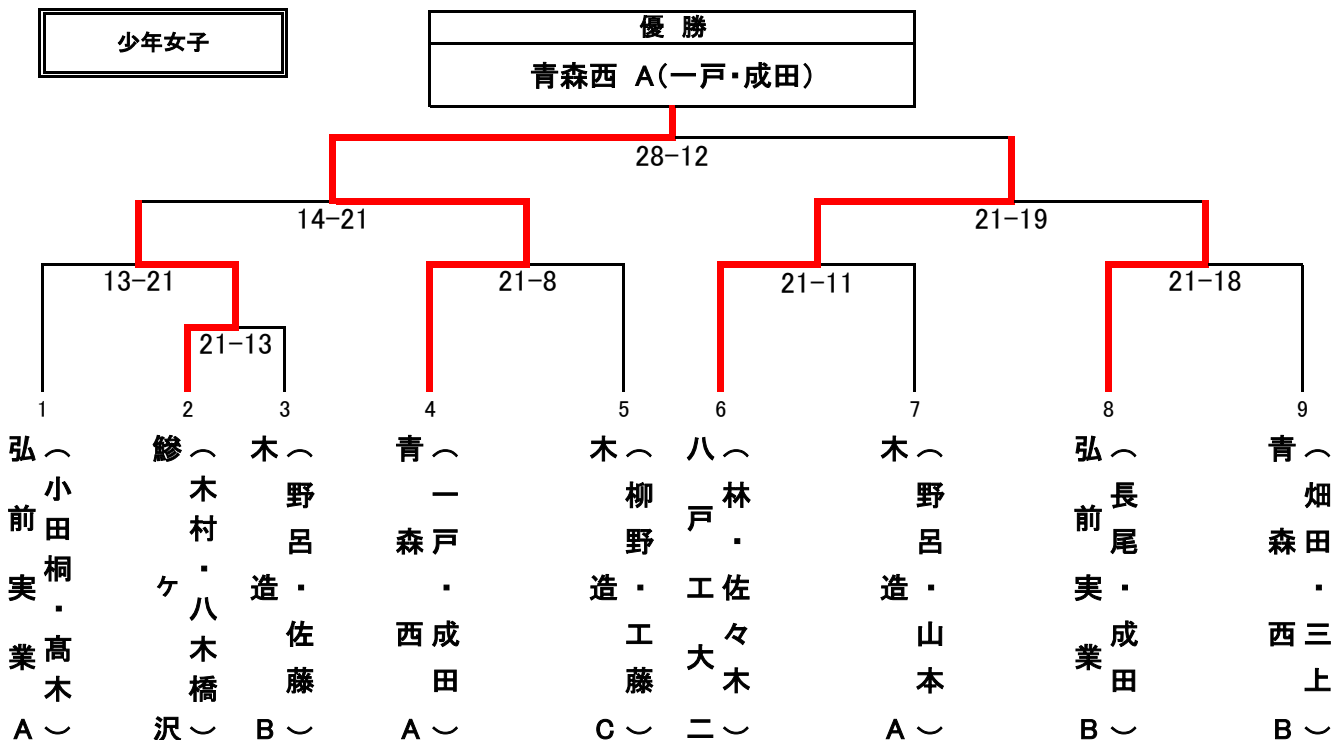 少年女子
優 勝
青森西 A(一戸・成田)
28-12
14-21
21-19
13-21
21-8
21-11
21-18
21-13
1
2
3
4
5
6
7
8
9
弘前実業A
(小田桐・髙木)
鰺ケ沢
(木村・八木橋)
木造B
(野呂・佐藤)
青森西A
(一戸・成田)
木造C
(柳野・工藤)
八戸工大二
(林・佐々木)
木造A
(野呂・山本)
弘前実業B
(長尾・成田)
青森西B
(畑田・三上)